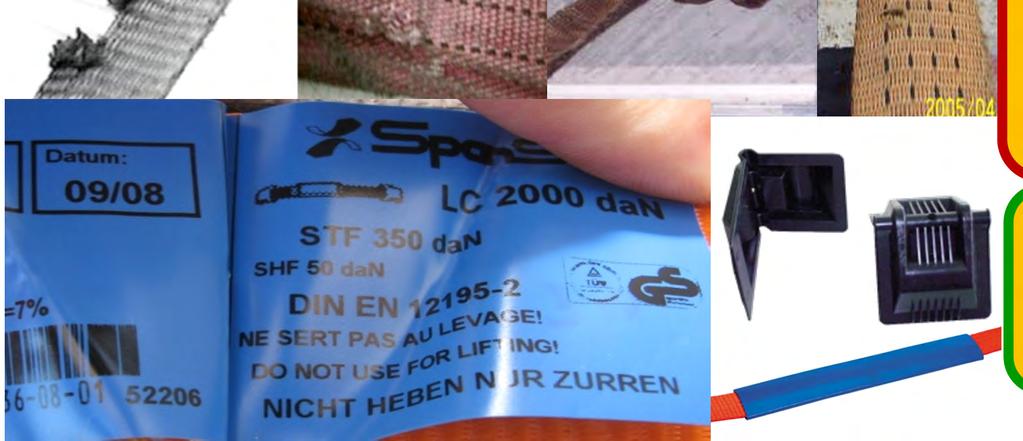 2005/04
Datum:
09/08
LC 2000 daN
STF 350 daN
SHF 50 daN
DIN EN 12195-2
NE SERT PAS AU LEVAGE!
DO NOT USE FOR LIFTING!
NICHT HEBEN NUR ZURREN
=7%
36-08-01 52206